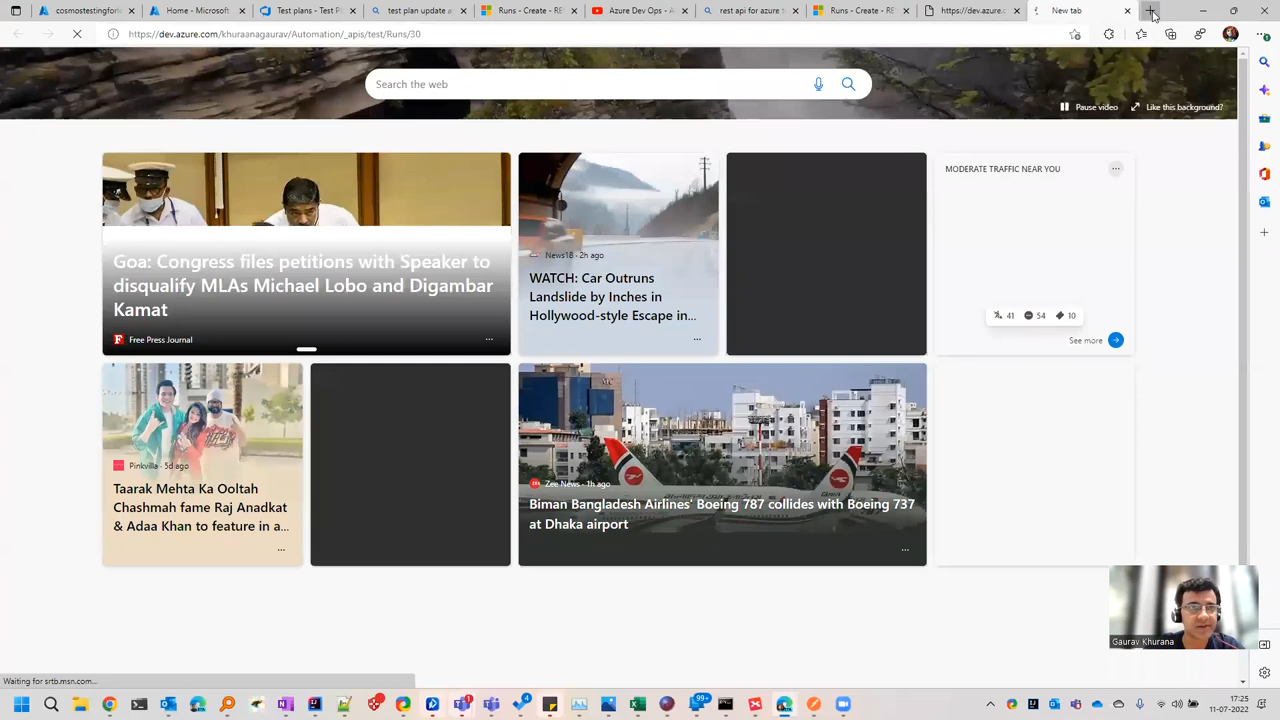 cosmostestingfork
Home - Microsoft
Test plans - Test Pl
test plan update a
Runs - Create - RE
Azure Dev Ops - A
rest api for azure t
Runs - Create - RE
https://dev.azure.c
New tab
https://dev.azure.com/khuraanagaurav/Automation/_apis/test/Runs/30
Search the web
Pause video
Like this background?
Goa: Congress files petitions with Speaker to
disqualify MLAs Michael Lobo and Digambar
Kamat
Free Press Journal
News18 · 2h ago
WATCH: Car Outruns
Landslide by Inches in
Hollywood-style Escape in...
MODERATE TRAFFIC NEAR YOU
41 54 10
See more
Pinkvilla · 5d ago
Taarak Mehta Ka Ooltah
Chashmah fame Raj Anadkat
& Adaa Khan to feature in a...
Zee News · 1h ago
Biman Bangladesh Airlines' Boeing 787 collides with Boeing 737
at Dhaka airport
Gaurav Khurana
Waiting for srtb.msn.com...
1
4
99+
17:25
11-07-2022